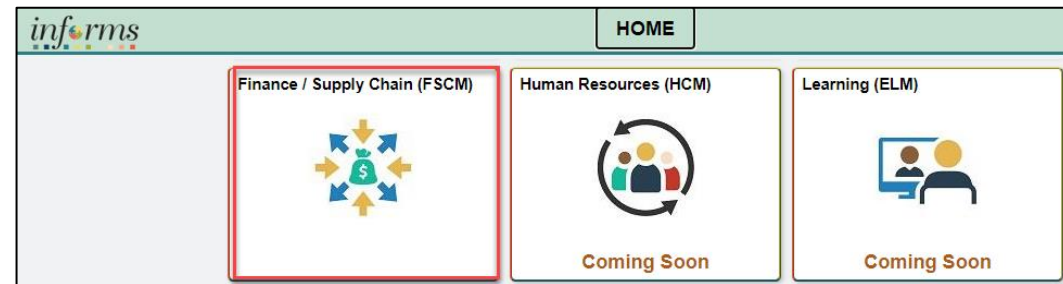 informs
HOME
Finance / Supply Chain (FSCM)
Human Resources (HCM)
Learning (ELM)
$
Coming Soon
Coming Soon